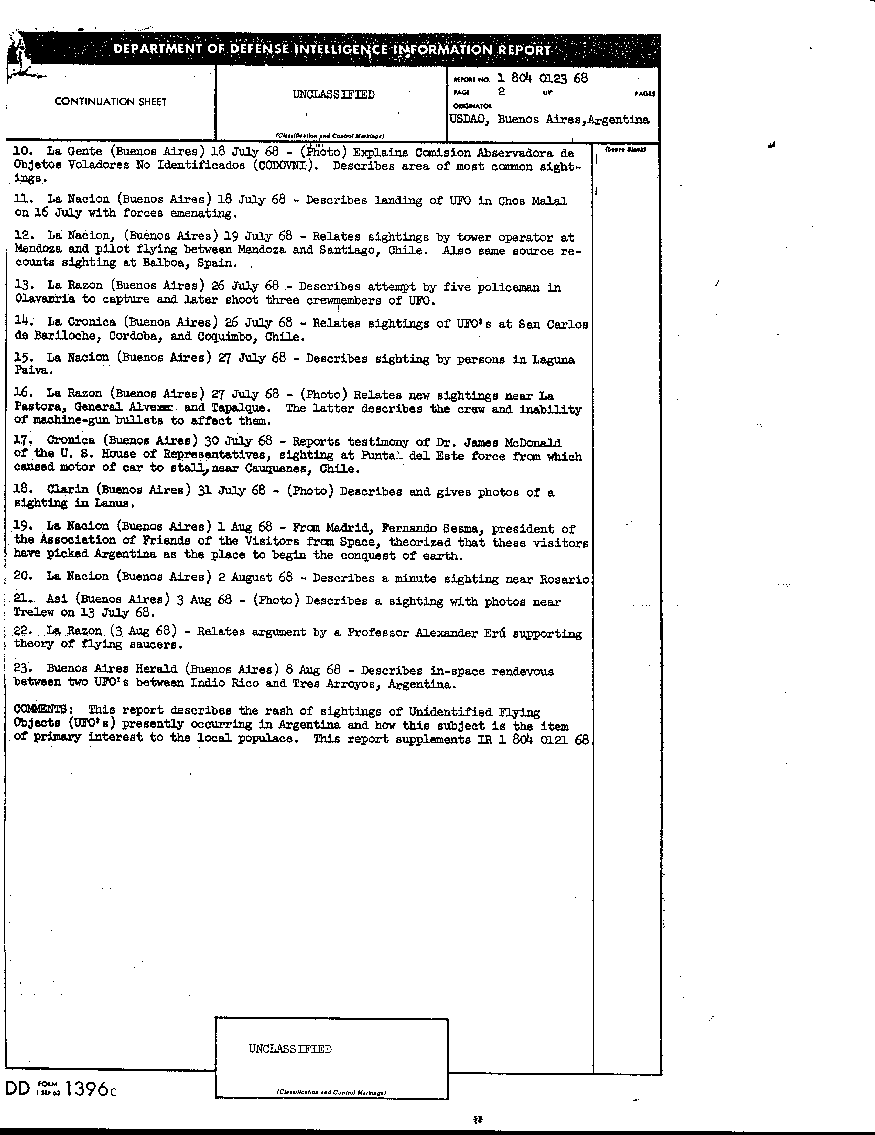 DEPARTMENT OF DEFENSE INTELLIGENCE INFORMATION REPORT
CONTINUATION SHEET
UNCLASSIFIED
(Classification and Control Markings)
REPORT NO. 1 804 0123 68
PAGE 2 OF PAGES
ORIGINATOR
USDAO, Buenos Aires,Argentina
(Leave Blank)
10. La Gente (Buenos Aires) 18 July 68 - (Photo) Explains Comision Abservadora de
Objetos Voladores No Identificados (CODOVNI). Describes area of most common sight-
ings.
11. La Nacion (Buenos Aires) 18 July 68 - Describes landing of UFO in Chos Malal
on 16 July with forces emenating.
12. La Nacion, (Buenos Aires) 19 July 68 - Relates sightings by tower operator at
Mendoza and pilot flying between Mendoza and Santiago, Chile. Also same source re-
counts sighting at Balboa, Spain.
13. La Razon (Buenos Aires) 26 July 68 - Describes attempt by five policeman in
Olavarria to capture and later shoot three crewmembers of UFO.
14. La Cronica (Buenos Aires) 26 July 68 - Relates sightings of UFO's at San Carlos
de Bariloche, Cordoba, and Coquimbo, Chile.
15. La Nacion (Buenos Aires) 27 July 68 - Describes sighting by persons in Laguna
Paiva.
16. La Razon (Buenos Aires) 27 July 68 - (Photo) Relates new sightings near La
Pastora, General Alvear and Tapalque. The latter describes the crew and inability
of machine-gun bullets to affect them.
17. Cronica (Buenos Aires) 30 July 68 - Reports testimony of Dr. James McDonald
of the U. S. House of Representatives, sighting at Punta del Este force from which
caused motor of car to stall, near Cauquenes, Chile.
18. Clarin (Buenos Aires) 31 July 68 - (Photo) Describes and gives photos of a
sighting in Lanus.
19. La Nacion (Buenos Aires) 1 Aug 68 - From Madrid, Fernando Sesma, president of
the Association of Friends of the Visitors from Space, theorized that these visitors
have picked Argentina as the place to begin the conquest of earth.
20. La Nacion (Buenos Aires) 2 August 68 - Describes a minute sighting near Rosario
21. Asi (Buenos Aires) 3 Aug 68 - (Photo) Describes a sighting with photos near
Trelew on 13 July 68.
22. La Razon (3 Aug 68) - Relates argument by a Professor Alexander Erú supporting
theory of flying saucers.
23. Buenos Aires Herald (Buenos Aires) 8 Aug 68 - Describes in-space rendevous
between two UFO's between Indio Rico and Tres Arroyos, Argentina.
COMMENTS: This report describes the rash of sightings of Unidentified Flying
Objects (UFO's) presently occurring in Argentina and how this subject is the item
of primary interest to the local populace. This report supplements IR 1 804 0121 68
UNCLASSIFIED
(Classification and Control Markings)
DD FORM 1396c
1 SEP 62